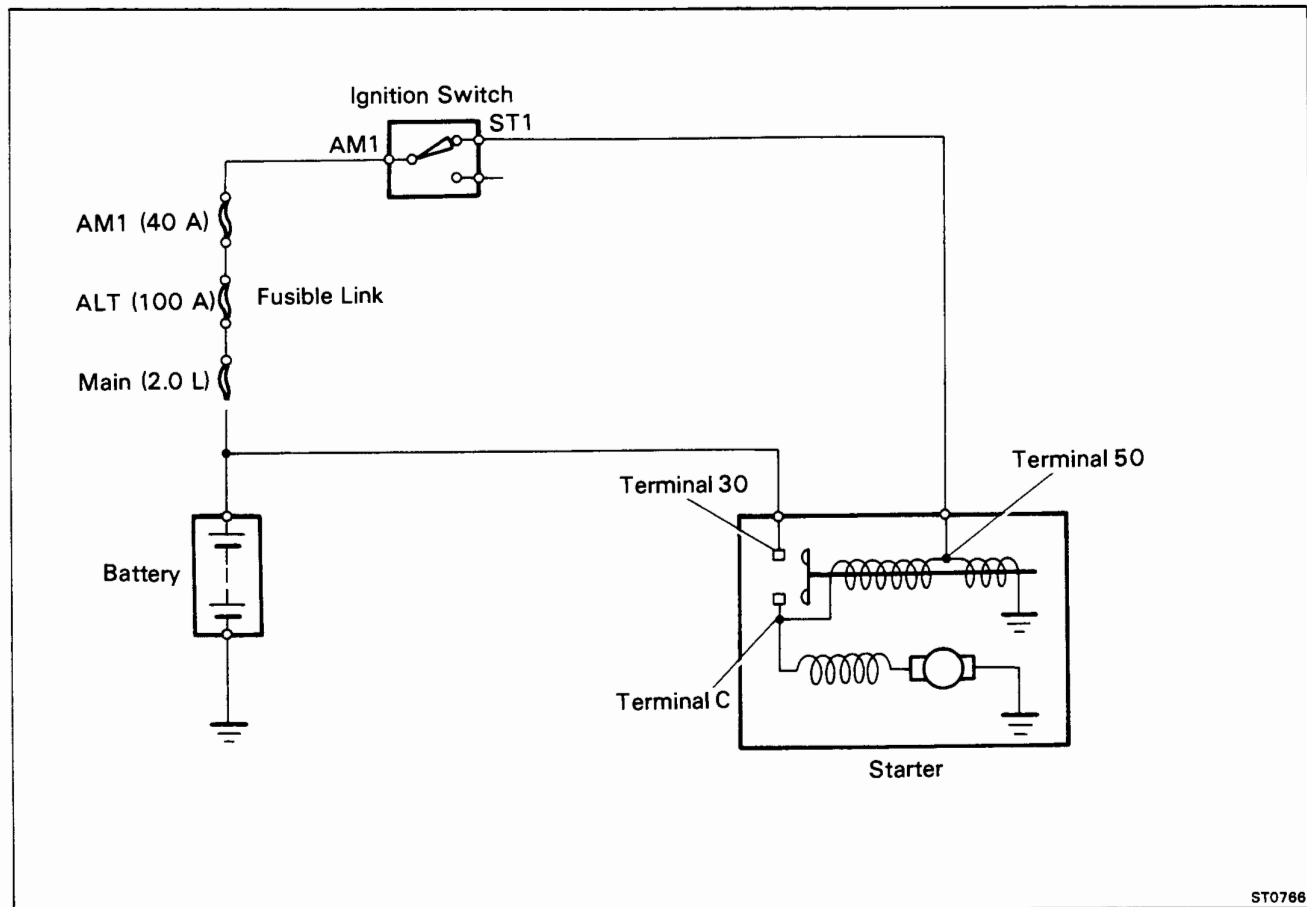 Ignition Switch
ST1
AM1
AM1 (40 A)
ALT (100 A)
Fusible Link
Main (2.0 L)
Terminal 50
Terminal 30
Battery
Terminal C
Starter
ST0766